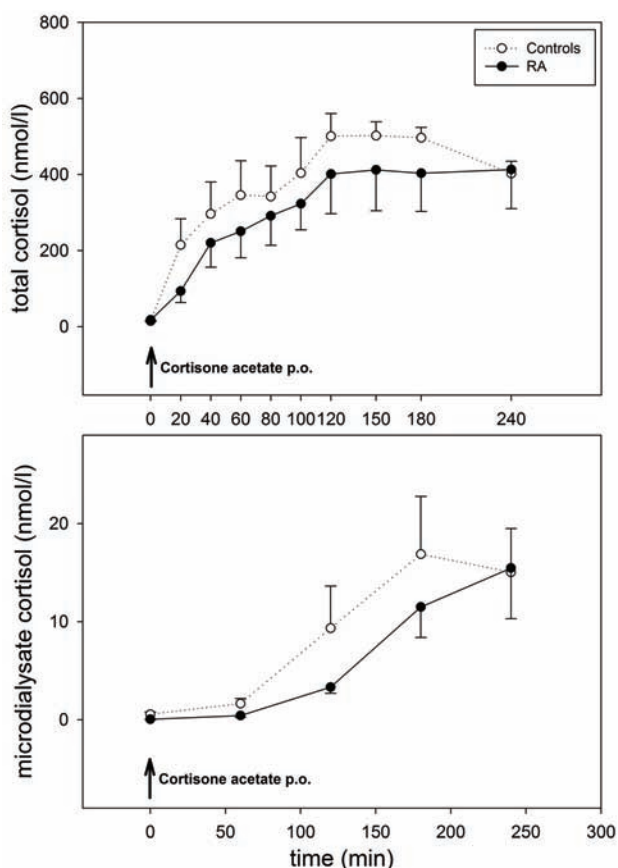 800
600
400
200
0
total cortisol (nmol/l)
Controls
RA
Cortisone acetate p.o.
0 20 40 60 80 100 120 150 180 240
20
10
0
microdialysate cortisol (nmol/l)
Cortisone acetate p.o.
0 50 100 150 200 250 300
time (min)